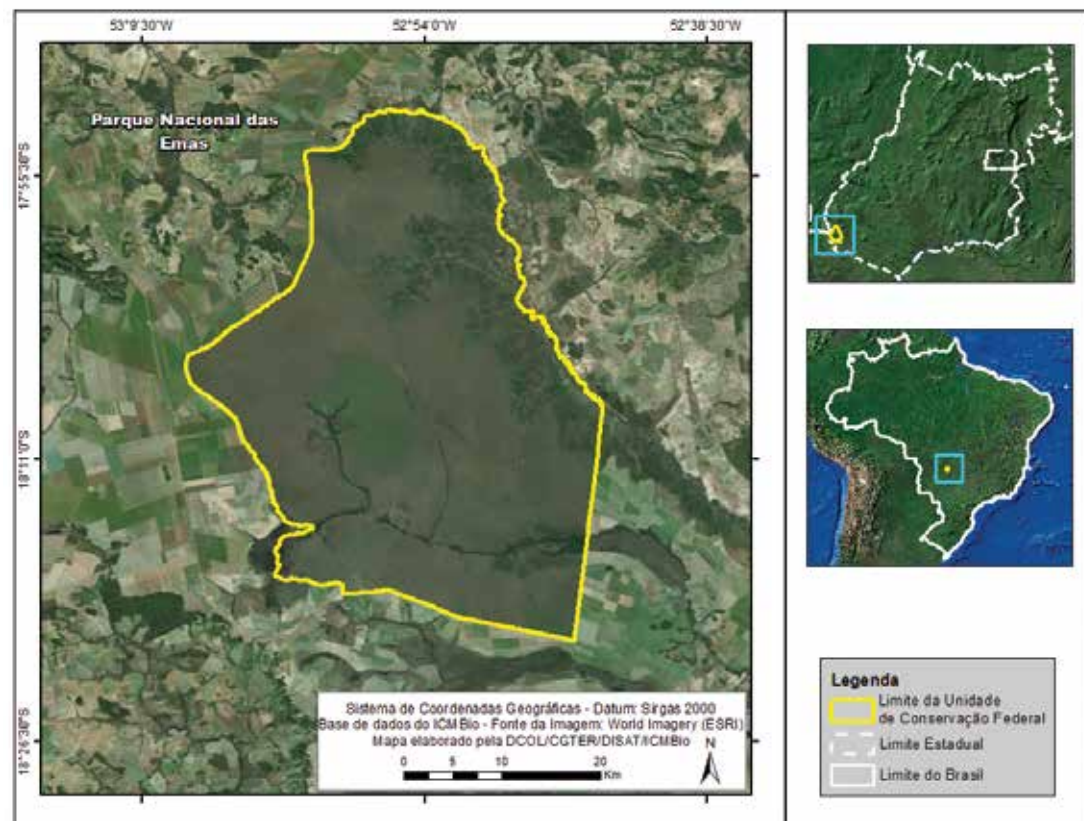 53°9'30"W
52°54'0"W
52°38'30"W
17°55'30"S
18°11'0"S
18°26'30"S
Parque Nacional das
Emas
Sistema de Coordenadas Geográficas - Datum: Sirgas 2000
Base de dados do ICMBio - Fonte da Imagem: World Imagery (ESRI)
Mapa elaborado pela DCOL/CGTER/DISAT/ICMBio
N
0 5 10 20
Km
Legenda
Limite da Unidade
de Conservação Federal
Limite Estadual
Limite do Brasil